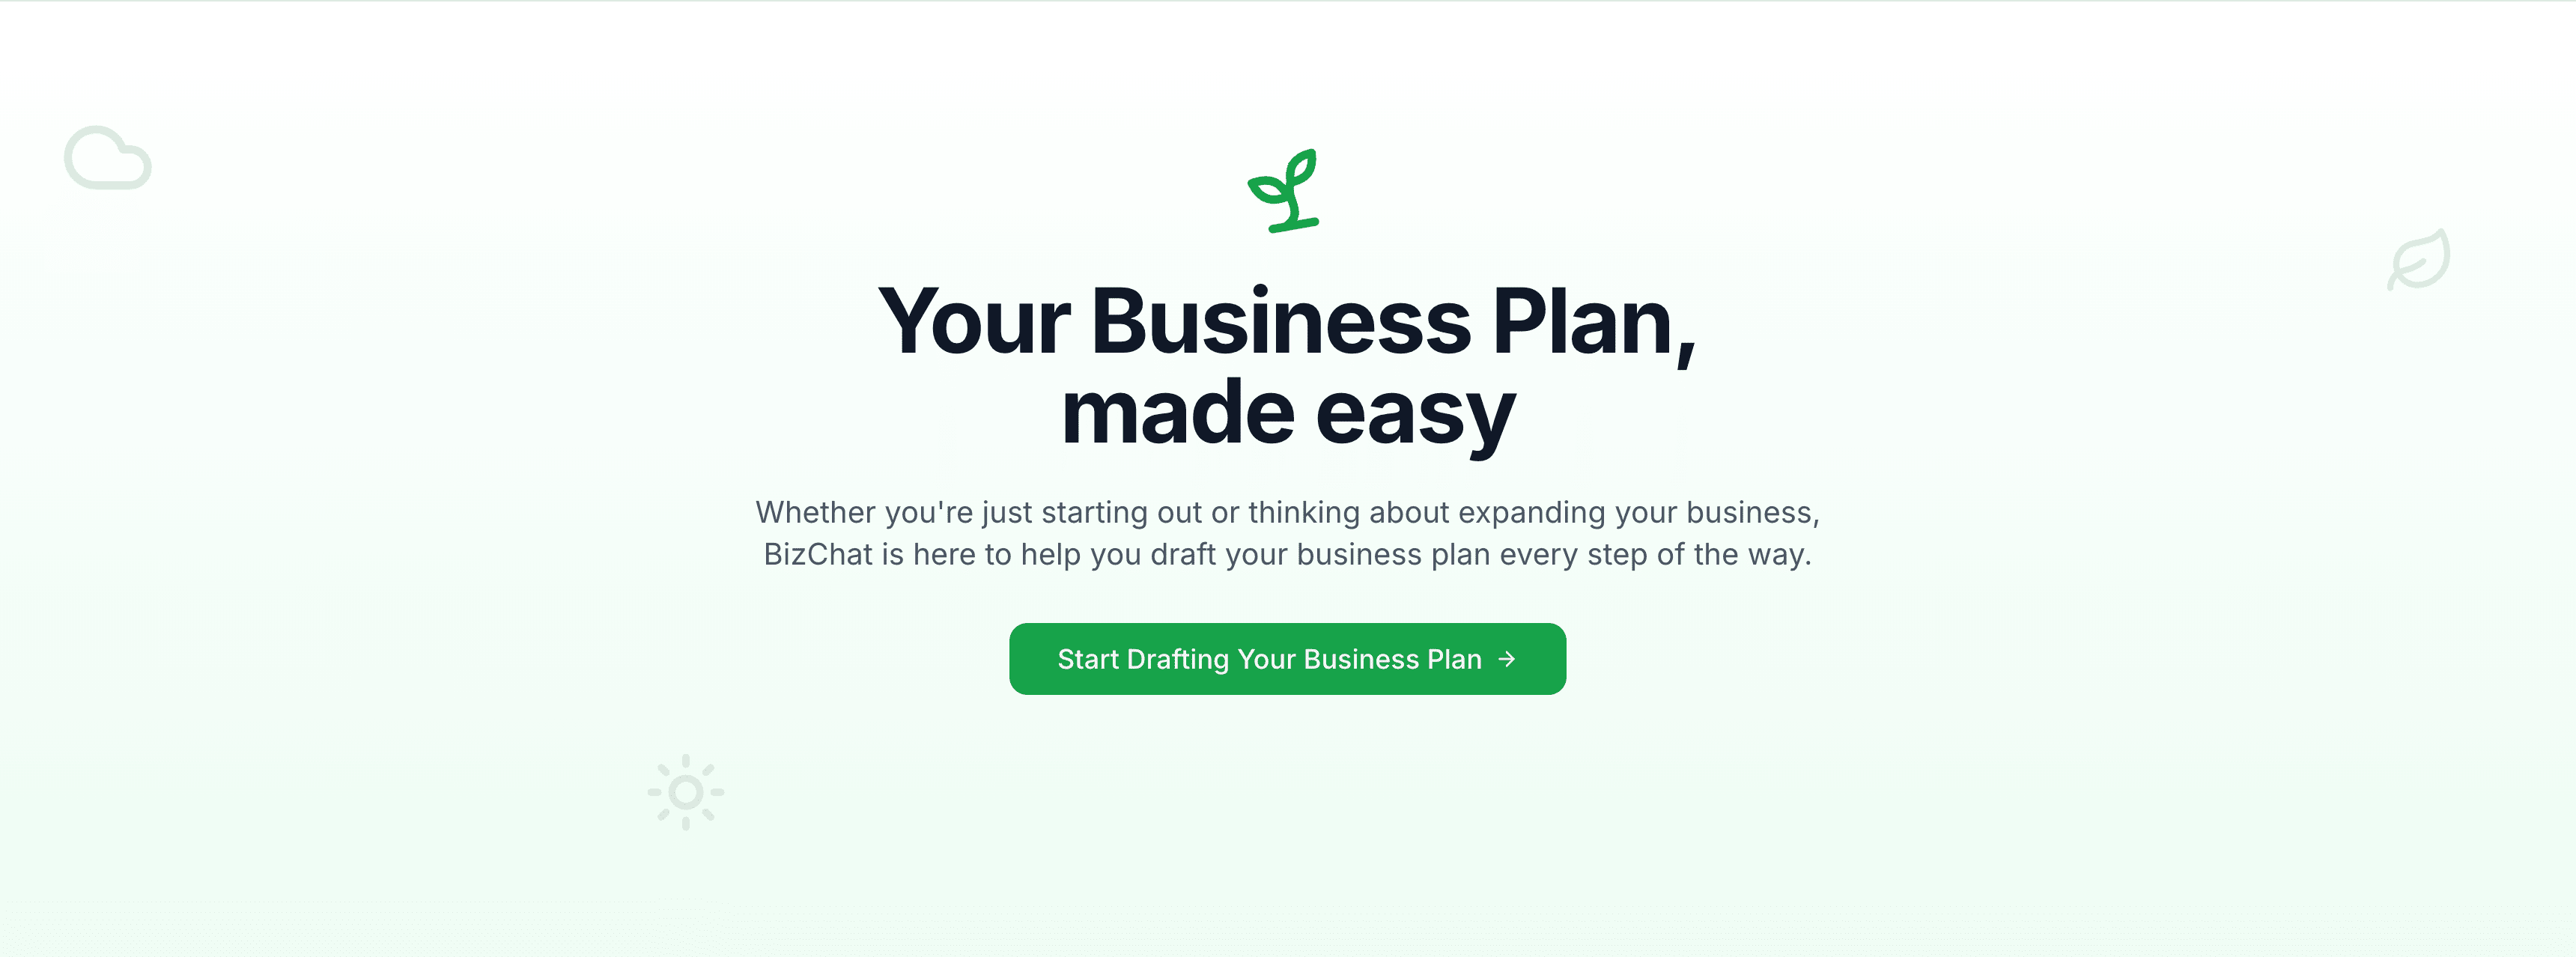 Your Business Plan,
made easy
Whether you're just starting out or thinking about expanding your business,
BizChat is here to help you draft your business plan every step of the way.
Start Drafting Your Business Plan →